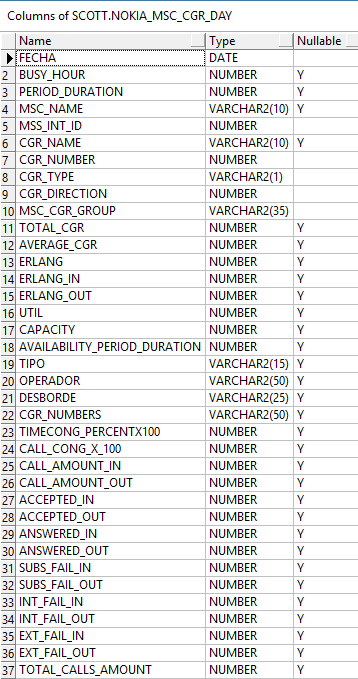 Columns of SCOTT.NOKIA_MSC_CGR_DAY
Name Type Nullable
FECHA DATE
2 BUSY_HOUR NUMBER Y
3 PERIOD_DURATION NUMBER Y
4 MSC_NAME VARCHAR2(10) Y
5 MSS_INT_ID NUMBER
6 CGR_NAME VARCHAR2(10) Y
7 CGR_NUMBER NUMBER
8 CGR_TYPE VARCHAR2(1)
9 CGR_DIRECTION NUMBER
10 MSC_CGR_GROUP VARCHAR2(35)
11 TOTAL_CGR NUMBER Y
12 AVERAGE_CGR NUMBER Y
13 ERLANG NUMBER Y
14 ERLANG_IN NUMBER Y
15 ERLANG_OUT NUMBER Y
16 UTIL NUMBER Y
17 CAPACITY NUMBER Y
18 AVAILABILITY_PERIOD_DURATION NUMBER Y
19 TIPO VARCHAR2(15) Y
20 OPERADOR VARCHAR2(50) Y
21 DESBORDE VARCHAR2(25) Y
22 CGR_NUMBERS VARCHAR2(50) Y
23 TIMECONG_PERCENTX100 NUMBER Y
24 CALL_CONG_X_100 NUMBER Y
25 CALL_AMOUNT_IN NUMBER Y
26 CALL_AMOUNT_OUT NUMBER Y
27 ACCEPTED_IN NUMBER Y
28 ACCEPTED_OUT NUMBER Y
29 ANSWERED_IN NUMBER Y
30 ANSWERED_OUT NUMBER Y
31 SUBS_FAIL_IN NUMBER Y
32 SUBS_FAIL_OUT NUMBER Y
33 INT_FAIL_IN NUMBER Y
34 INT_FAIL_OUT NUMBER Y
35 EXT_FAIL_IN NUMBER Y
36 EXT_FAIL_OUT NUMBER Y
37 TOTAL_CALLS_AMOUNT NUMBER Y